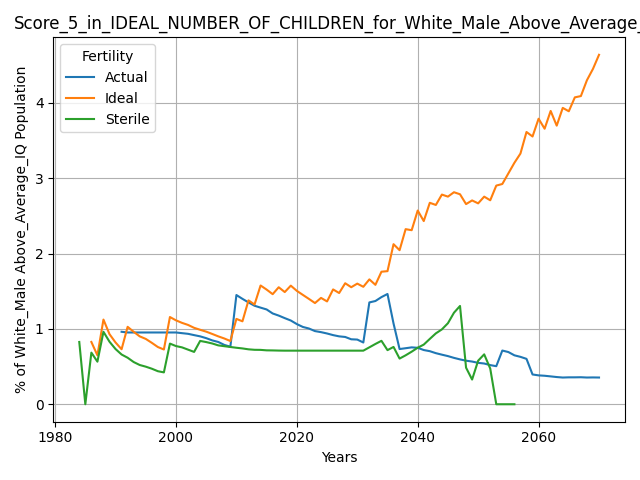 Score_5_in_IDEAL_NUMBER_OF_CHILDREN_for_White_Male_Above_Average_
Fertility
Actual
Ideal
Sterile
% of White_Male Above_Average_IQ Population
4
3
2
1
0
1980 2000 2020 2040 2060
Years